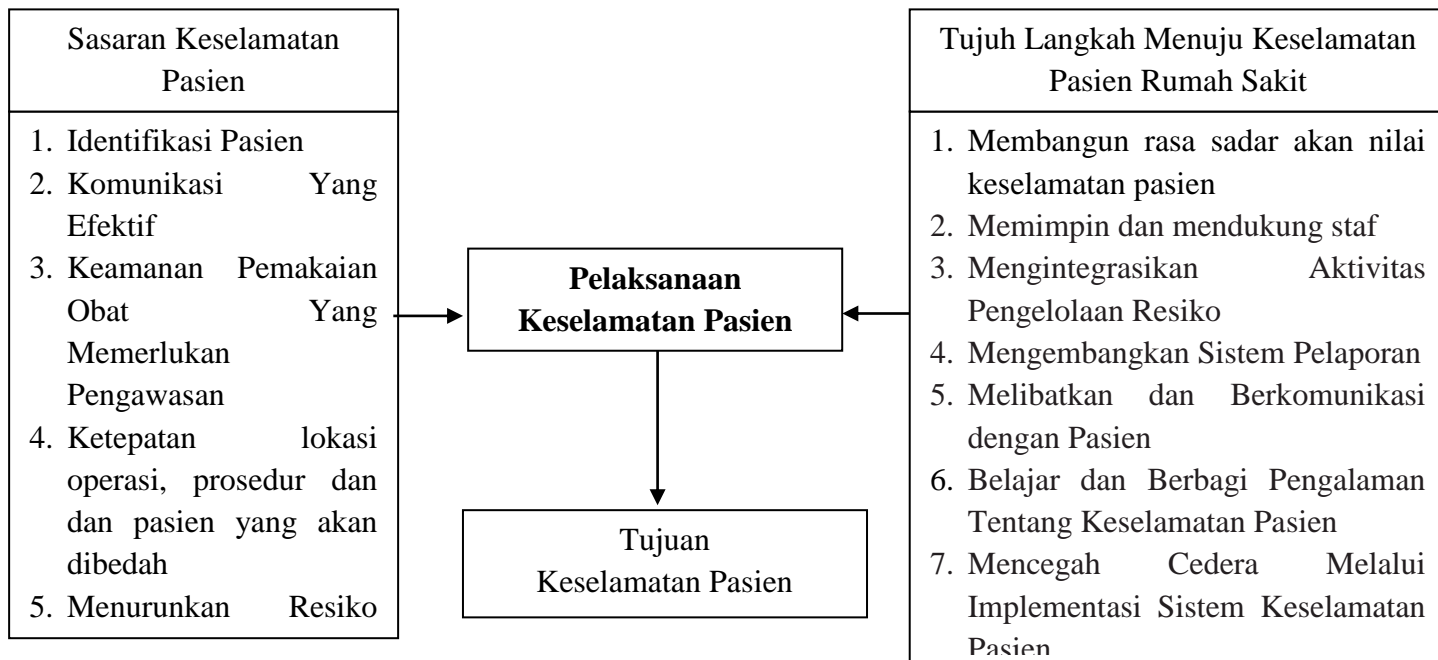 Sasaran Keselamatan
Pasien
1. Identifikasi Pasien
2. Komunikasi Yang
Efektif
3. Keamanan Pemakaian
Obat Yang
Memerlukan
Pengawasan
4. Ketepatan lokasi
operasi, prosedur dan
dan pasien yang akan
dibedah
5. Menurunkan Resiko
Pelaksanaan
Keselamatan Pasien
Tujuan
Keselamatan Pasien
Tujuh Langkah Menuju Keselamatan
Pasien Rumah Sakit
1. Membangun rasa sadar akan nilai
keselamatan pasien
2. Memimpin dan mendukung staf
3. Mengintegrasikan Aktivitas
Pengelolaan Resiko
4. Mengembangkan Sistem Pelaporan
5. Melibatkan dan Berkomunikasi
dengan Pasien
6. Belajar dan Berbagi Pengalaman
Tentang Keselamatan Pasien
7. Mencegah Cedera Melalui
Implementasi Sistem Keselamatan
Pasien